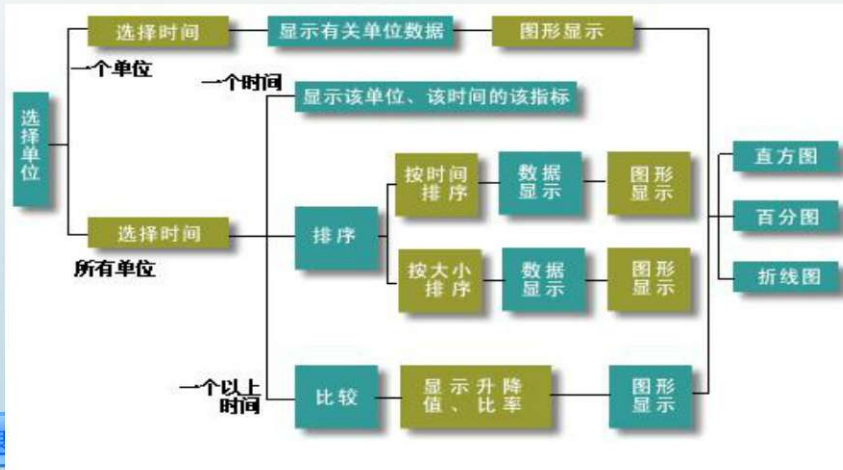 选择时间
显示有关单位数据
图形显示
一个单位
一个时间
显示该单位、该时间的该指标
选择单位
按时间
排序
数据
显示
图形
显示
直方图
百分图
折线图
选择时间
所有单位
排序
按大小
排序
数据
显示
图形
显示
一个以上
时间
比较
显示升降
值、比率
图形
显示